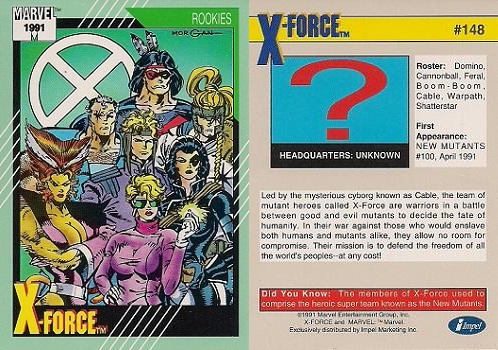 MARVEL™
1991
M
ROOKIES
MORGAN
X-FORCE™
X-FORCE™
#148
?
HEADQUARTERS: UNKNOWN
Roster: Domino,
Cannonball, Feral,
Boom-Boom,
Cable, Warpath,
Shatterstar
First
Appearance:
NEW MUTANTS
#100, April 1991
Led by the mysterious cyborg known as Cable, the team of
mutant heroes called X-Force are warriors in a battle
between good and evil mutants to decide the fate of
humanity. In their war against those who would enslave
both humans and mutants alike, they allow no room for
compromise. Their mission is to defend the freedom of all
the world's peoples--at any cost!
Did You Know: The members of X-Force used to
comprise the heroic super team known as the New Mutants.
©1991 Marvel Entertainment Group, Inc.
X-FORCE and MARVEL: ™ Marvel.
Exclusively distributed by Impel Marketing Inc.
impel